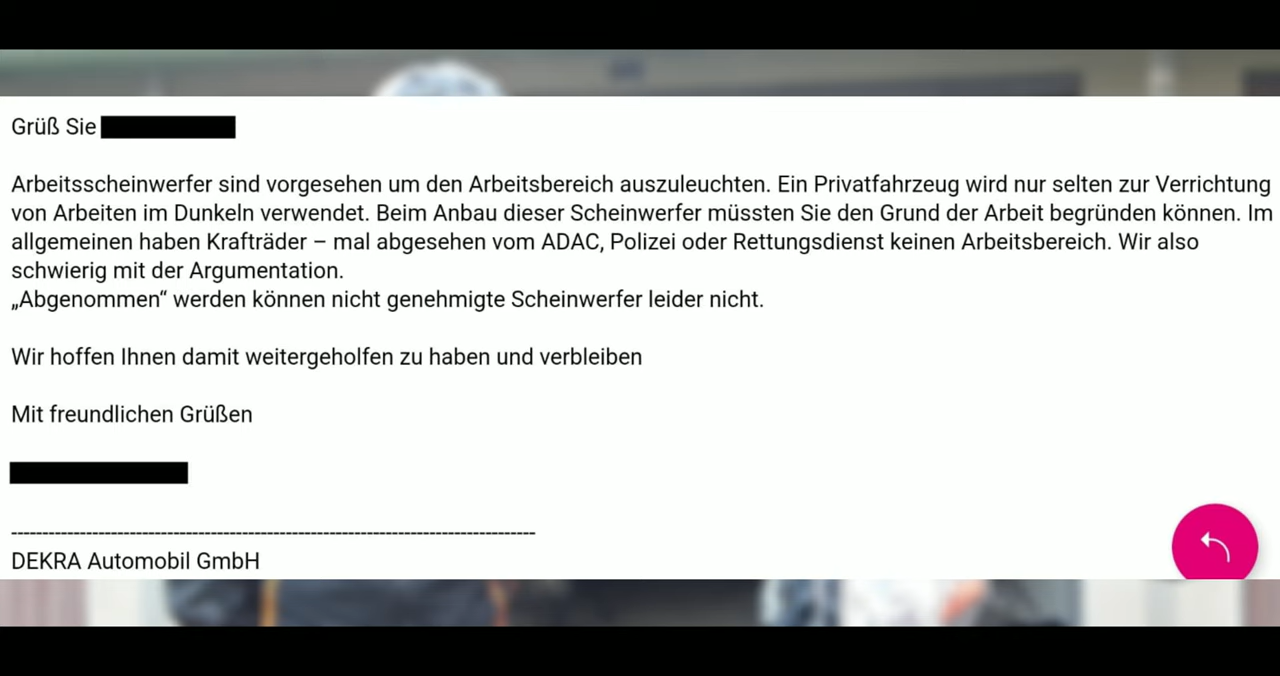 Grüß Sie
Arbeitsscheinwerfer sind vorgesehen um den Arbeitsbereich auszuleuchten. Ein Privatfahrzeug wird nur selten zur Verrichtung
von Arbeiten im Dunkeln verwendet. Beim Anbau dieser Scheinwerfer müssten Sie den Grund der Arbeit begründen können. Im
allgemeinen haben Krafträder – mal abgesehen vom ADAC, Polizei oder Rettungsdienst keinen Arbeitsbereich. Wir also
schwierig mit der Argumentation.
„Abgenommen“ werden können nicht genehmigte Scheinwerfer leider nicht.
Wir hoffen Ihnen damit weitergeholfen zu haben und verbleiben
Mit freundlichen Grüßen
--------------------------------------------------------------------------------
DEKRA Automobil GmbH